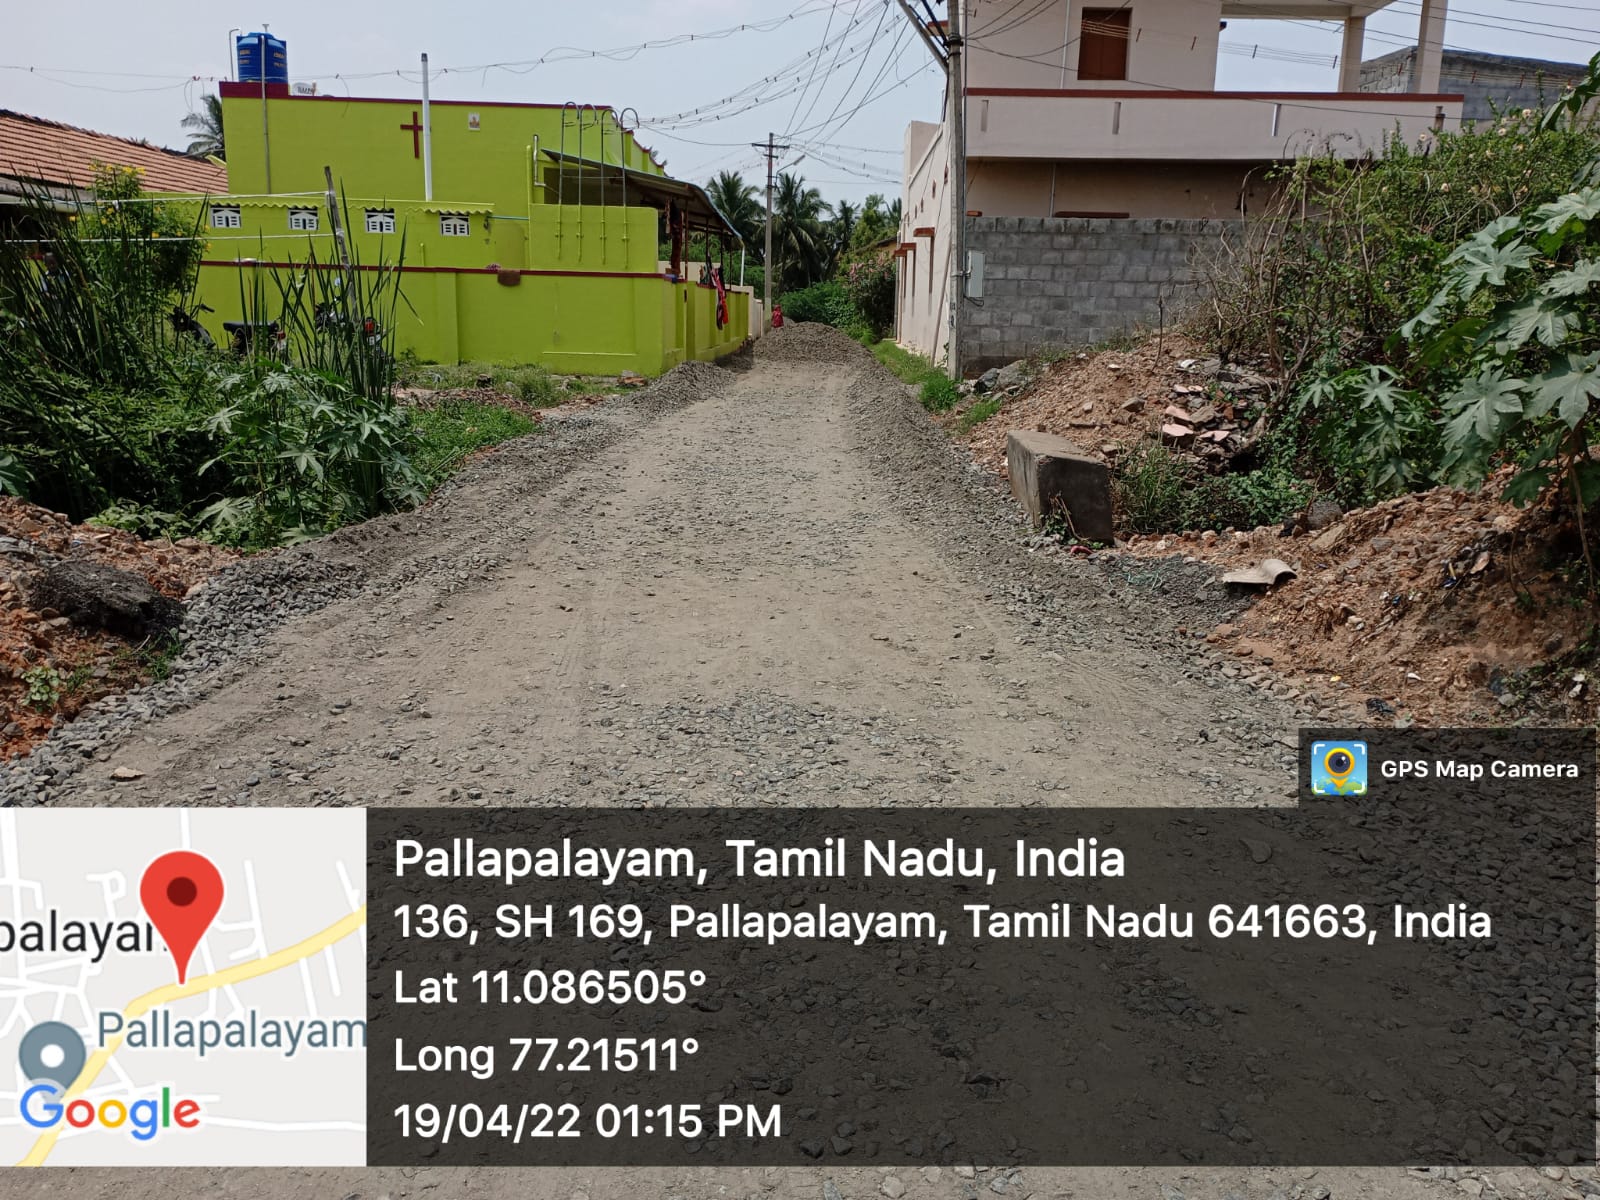 GPS Map Camera
Pallapalayam, Tamil Nadu, India
136, SH 169, Pallapalayam, Tamil Nadu 641663, India
Lat 11.086505°
Long 77.21511°
19/04/22 01:15 PM
palayam
Pallapalayam
Google